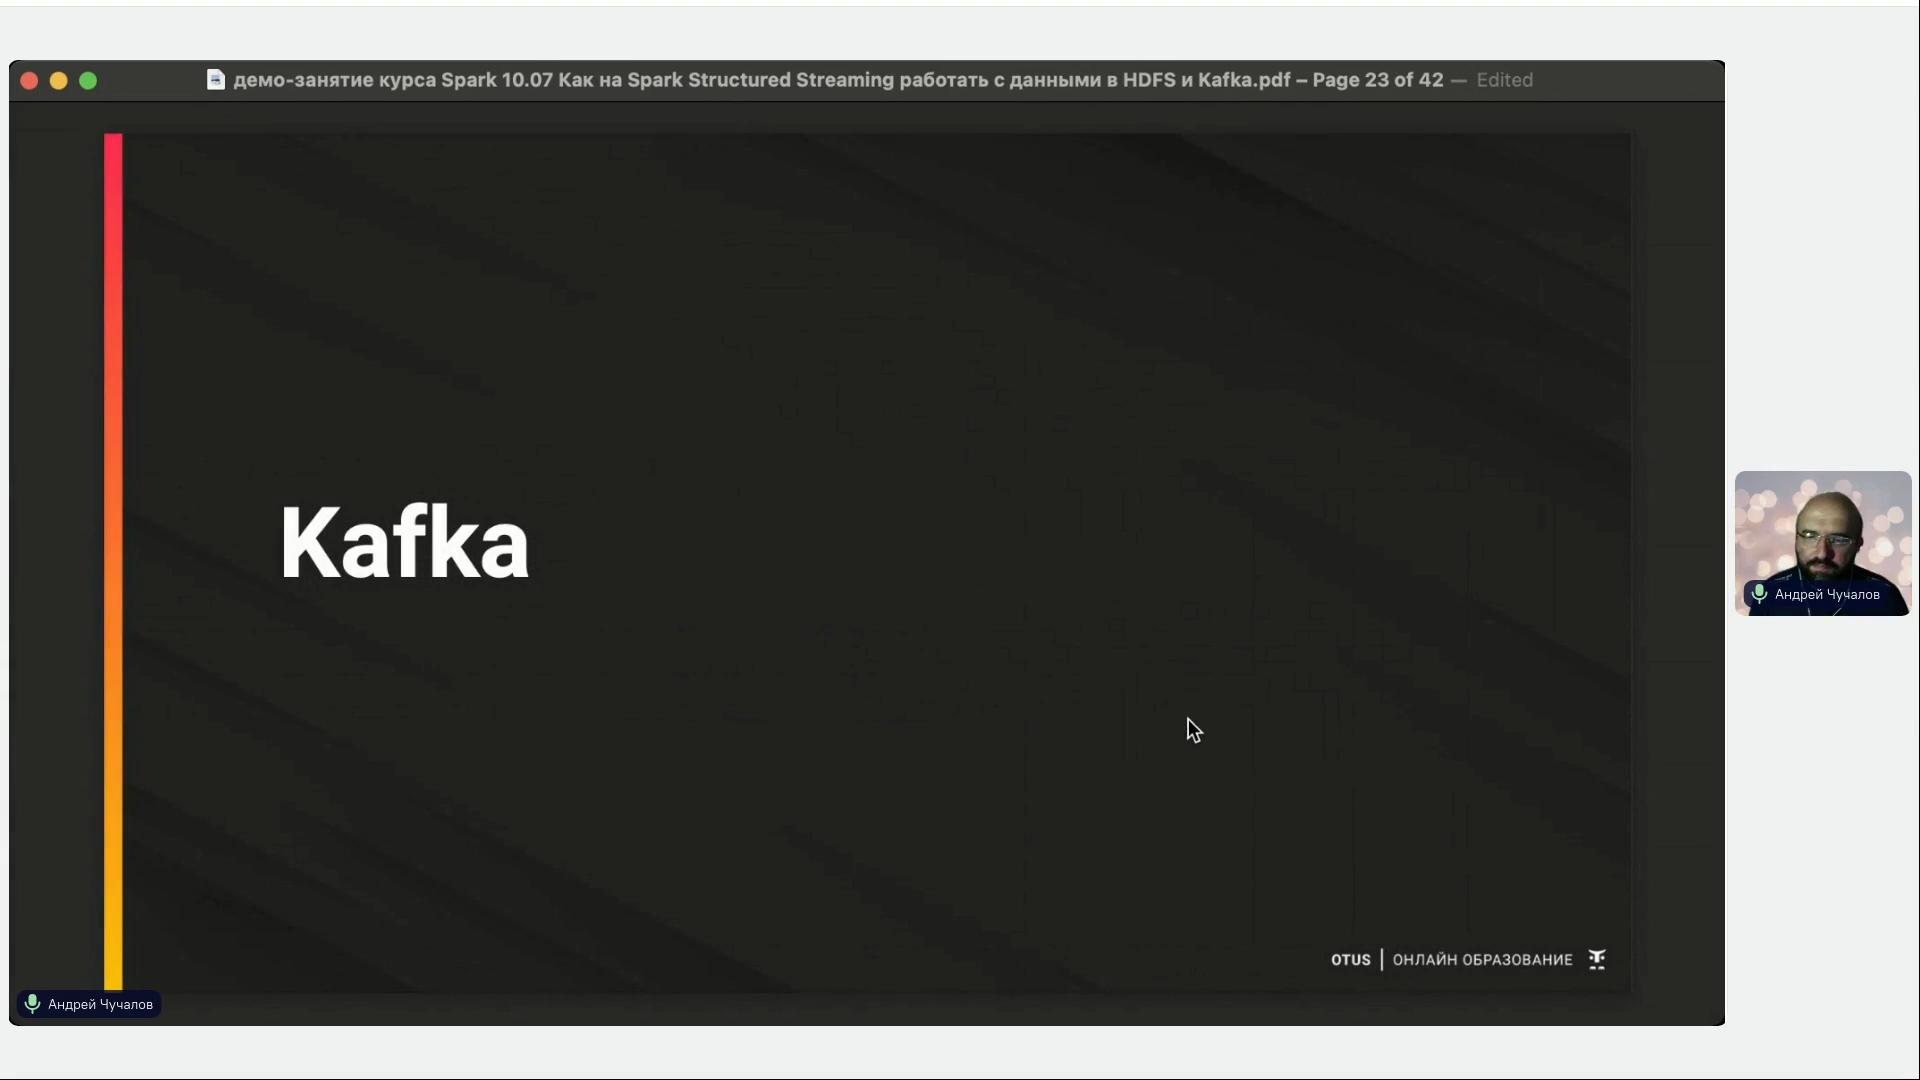 демо-занятие курса Spark 10.07 Как на Spark Structured Streaming работать с данными в HDFS и Kafka.pdf – Page 23 of 42 — Edited
Kafka
Андрей Чучалов
OTUS | ОНЛАЙН ОБРАЗОВАНИЕ
Андрей Чучалов